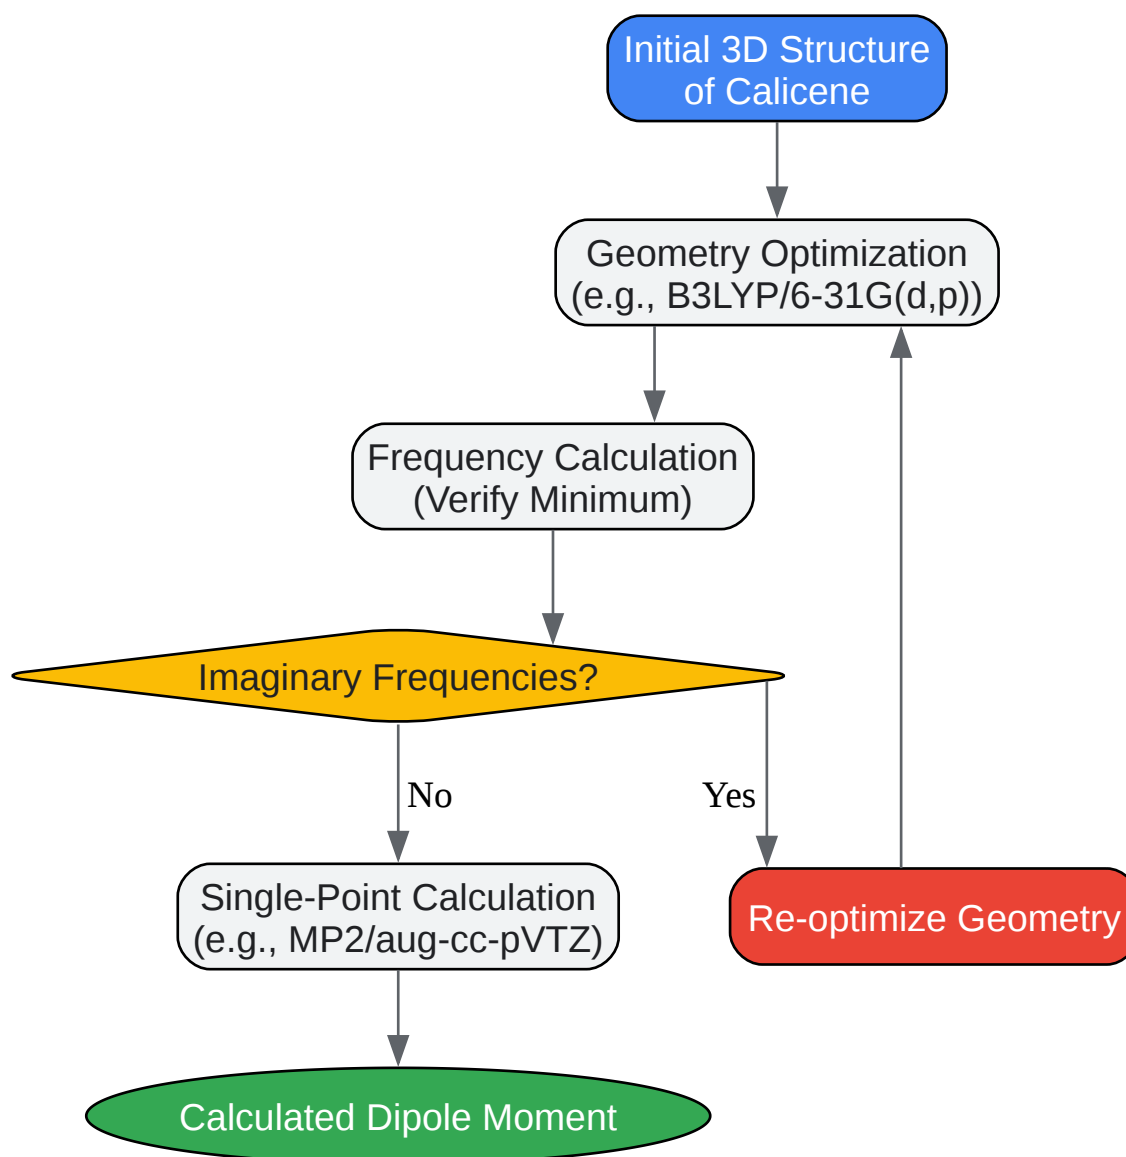 Initial 3D Structure
of Calicene
Geometry Optimization
(e.g., B3LYP/6-31G(d,p))
Frequency Calculation
(Verify Minimum)
Imaginary Frequencies?
No
Yes
Single-Point Calculation
(e.g., MP2/aug-cc-pVTZ)
Re-optimize Geometry
Calculated Dipole Moment